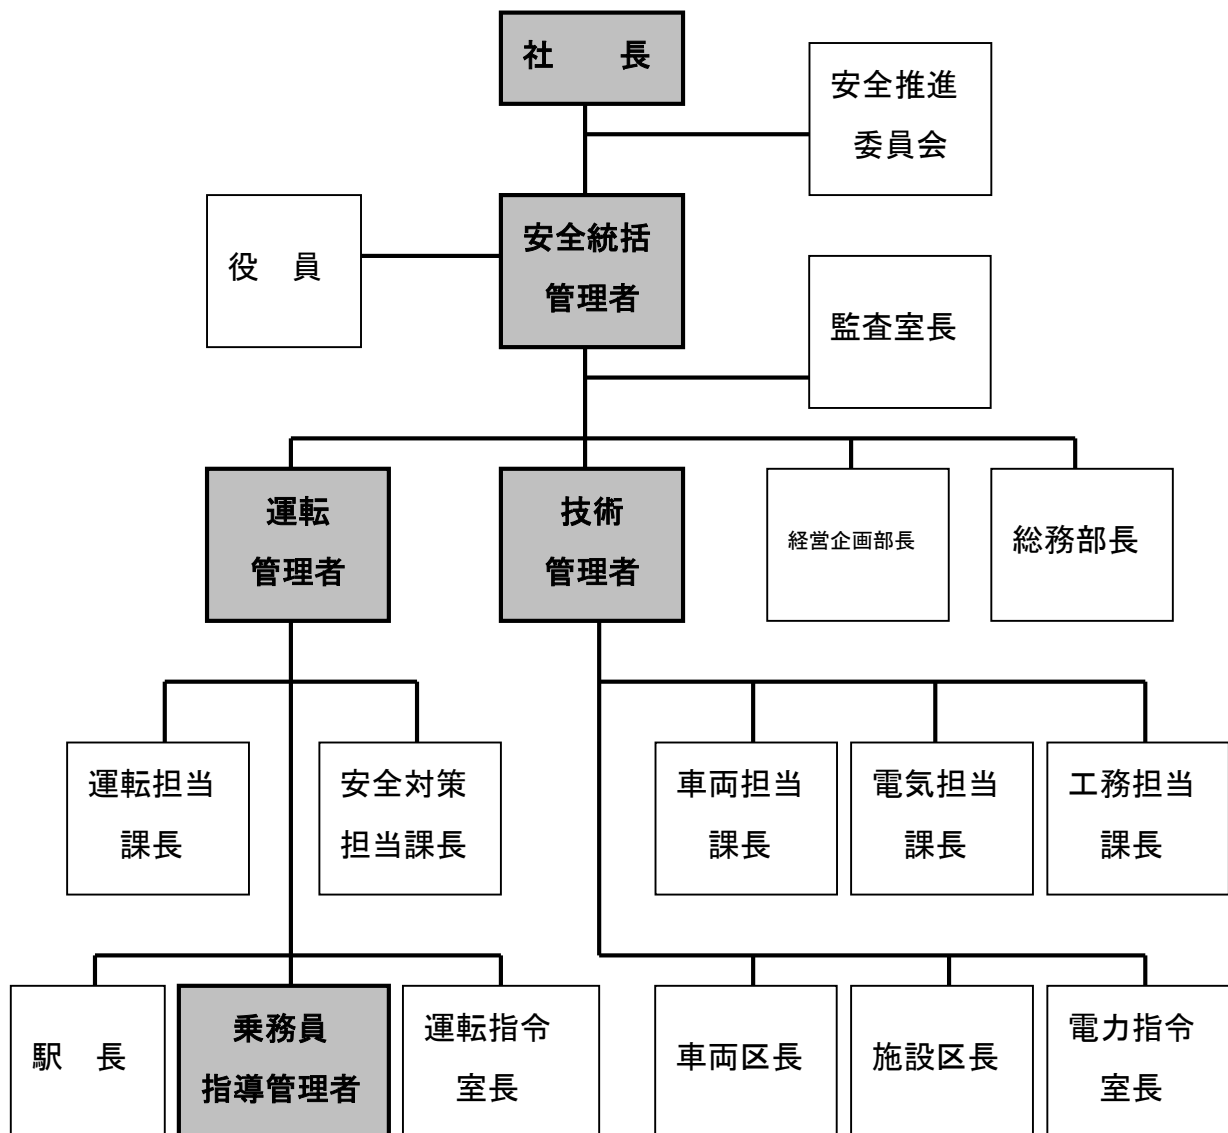 社　　長
安全推進
委員会
役　員
安全統括
管理者
監査室長
運転
管理者
技術
管理者
経営企画部長
総務部長
運転担当
課長
安全対策
担当課長
車両担当
課長
電気担当
課長
工務担当
課長
駅　長
乗務員
指導管理者
運転指令
室長
車両区長
施設区長
電力指令
室長